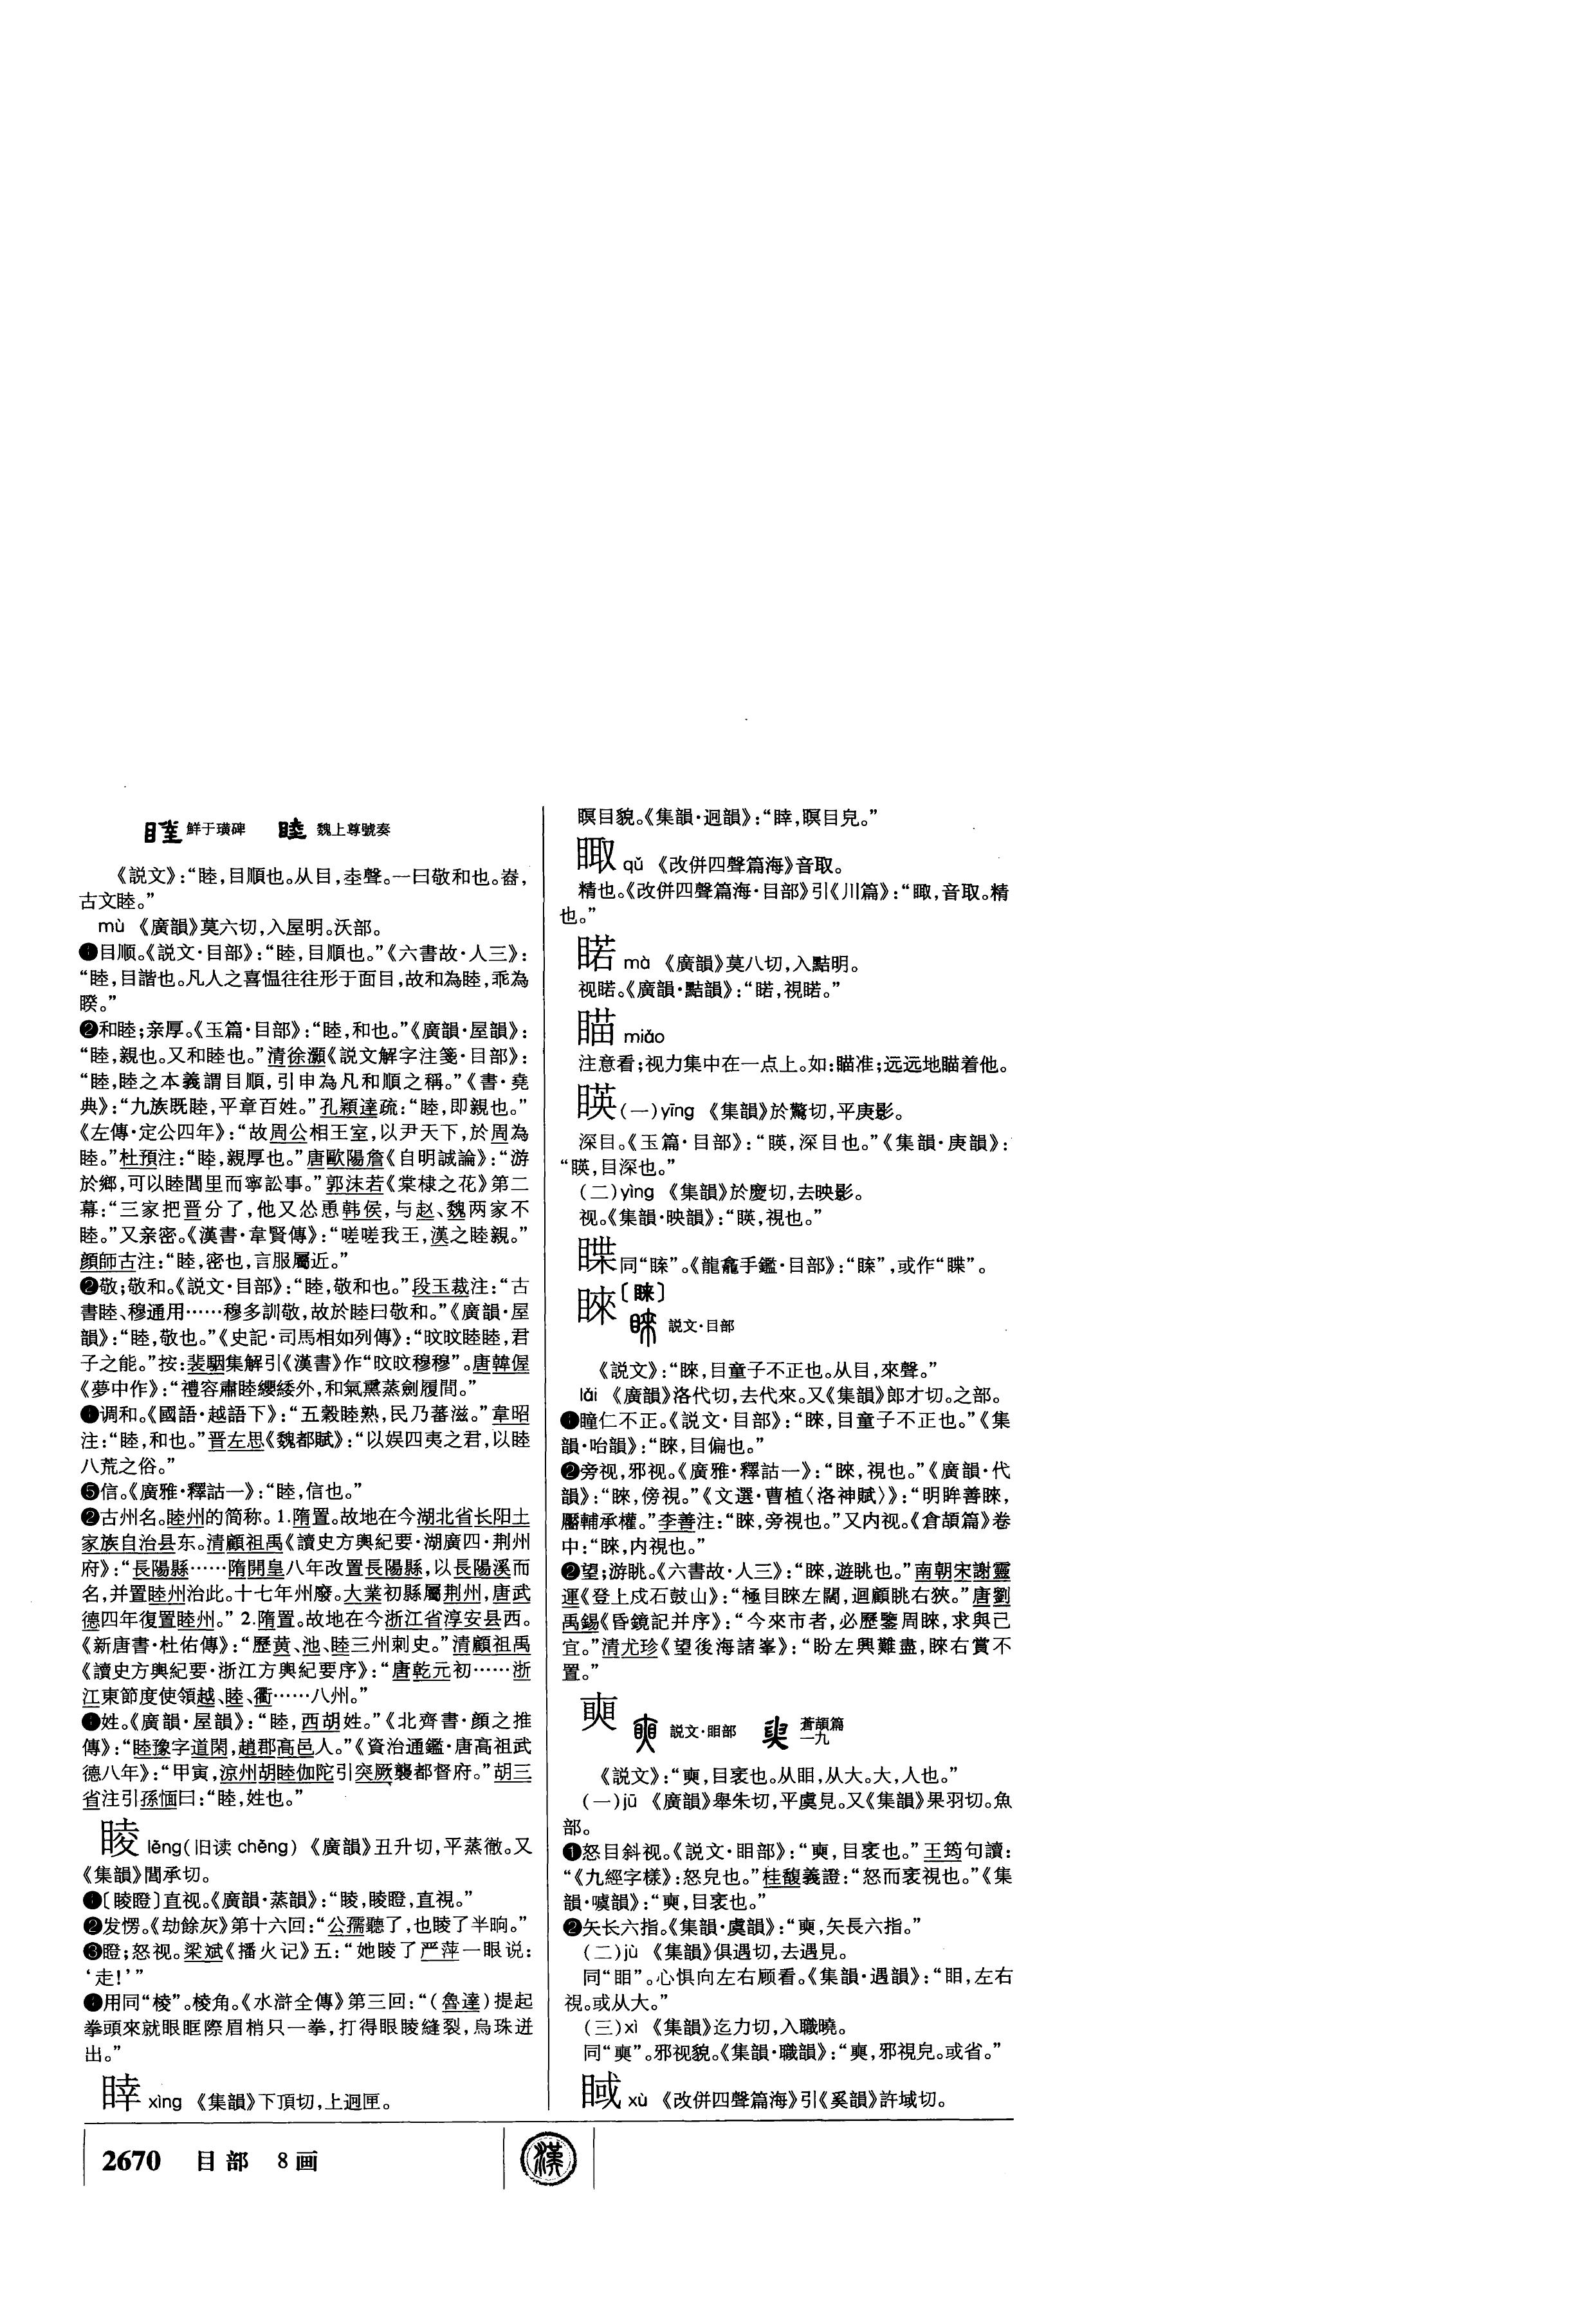 鮮于璜碑 魏上尊號奏
《説文》:“睦,目順也。从目,坴聲。一曰敬和也。𥇐,
古文睦。”
mù 《廣韻》莫六切,入屋明。沃部。
❶目顺。《説文·目部》:“睦,目順也。”《六書故·人三》:
“睦,目諧也。凡人之喜愠往往形于面目,故和為睦,乖為
睽。”
❷和睦;亲厚。《玉篇·目部》:“睦,和也。”《廣韻·屋韻》:
“睦,親也。又和睦也。”清徐灝《説文解字注箋·目部》:
“睦,睦之本義謂目順,引申為凡和順之稱。”《書·堯
典》:“九族既睦,平章百姓。”孔穎達疏:“睦,即親也。”
《左傳·定公四年》:“故周公相王室,以尹天下,於周為
睦。”杜預注:“睦,親厚也。”唐歐陽詹《自明誠論》:“游
於鄉,可以睦閭里而寧訟事。”郭沫若《棠棣之花》第二
幕:“三家把晋分了,他又怂恿韩侯,与赵、魏两家不
睦。”又亲密。《漢書·韋賢傳》:“嗟嗟我王,漢之睦親。”
顔師古注:“睦,密也,言服屬近。”
❷敬;敬和。《説文·目部》:“睦,敬和也。”段玉裁注:“古
書睦、穆通用……穆多訓敬,故於睦曰敬和。”《廣韻·屋
韻》:“睦,敬也。”《史記·司馬相如列傳》:“旼旼睦睦,君
子之能。”按:裴駰集解引《漢書》作“旼旼穆穆”。唐韓偓
《夢中作》:“禮容肅睦纓緌外,和氣熏蒸劍履間。”
❶调和。《國語·越語下》:“五穀睦熟,民乃蕃滋。”韋昭
注:“睦,和也。”晋左思《魏都賦》:“以娱四夷之君,以睦
八荒之俗。”
❺信。《廣雅·釋詁一》:“睦,信也。”
❷古州名。睦州的简称。1.隋置。故地在今湖北省长阳土
家族自治县东。清顧祖禹《讀史方輿紀要·湖廣四·荆州
府》:“長陽縣……隋開皇八年改置長陽縣,以長陽溪而
名,并置睦州治此。十七年州廢。大業初縣屬荆州,唐武
德四年復置睦州。” 2.隋置。故地在今浙江省淳安县西。
《新唐書·杜佑傳》:“歷黄、池、睦三州刺史。”清顧祖禹
《讀史方輿紀要·浙江方輿紀要序》:“唐乾元初……浙
江東節度使領越、睦、衢……八州。”
❶姓。《廣韻·屋韻》:“睦,西胡姓。”《北齊書·顔之推
傳》:“睦豫字道閑,趙郡高邑人。”《資治通鑑·唐高祖武
德八年》:“甲寅,涼州胡睦伽陀引突厥襲都督府。”胡三
省注引孫愐曰:“睦,姓也。”
睖 lèng(旧读chēng) 《廣韻》丑升切,平蒸徹。又
《集韻》閭承切。
❶〔睖瞪〕直视。《廣韻·蒸韻》:“睖,睖瞪,直視。”
❷发愣。《劫餘灰》第十六回:“公孺聽了,也睖了半晌。”
❸瞪;怒视。梁斌《播火记》五:“她睖了严萍一眼说:
‘走!’”
❶用同“棱”。棱角。《水滸全傳》第三回:“(魯達)提起
拳頭來就眼眶際眉梢只一拳,打得眼睖縫裂,烏珠迸
出。”
睅 xìng 《集韻》下頂切,上迥匣。
瞑目貌。《集韻·迥韻》:“𥇞,瞑目皃。”
䁐 qǔ 《改併四聲篇海》音取。
精也。《改併四聲篇海·目部》引《川篇》:“䁐,音取。精
也。”
䁇 mà 《廣韻》莫八切,入黠明。
视䁇。《廣韻·黠韻》:“䁇,視䁇。”
瞄 miáo
注意看;视力集中在一点上。如:瞄准;远远地瞄着他。
䁐(一)yīng 《集韻》於驚切,平庚影。
深目。《玉篇·目部》:“瞙,深目也。”《集韻·庚韻》:
“瞙,目深也。”
(二)yìng 《集韻》於慶切,去映影。
视。《集韻·映韻》:“瞙,視也。”
䁋同“睐”。《龍龕手鑑·目部》:“睞”,或作“䁋”。
睞〔睐〕
説文·目部
《説文》:“睞,目童子不正也。从目,來聲。”
lài 《廣韻》洛代切,去代來。又《集韻》郎才切。之部。
❶瞳仁不正。《説文·目部》:“睞,目童子不正也。”《集
韻·咍韻》:“睞,目偏也。”
❷旁视,邪视。《廣雅·釋詁一》:“睞,視也。”《廣韻·代
韻》:“睞,傍視。”《文選·曹植〈洛神賦〉》:“明眸善睞,
靨輔承權。”李善注:“睞,旁視也。”又内视。《倉頡篇》卷
中:“睞,内視也。”
❷望;游眺。《六書故·人三》:“睞,遊眺也。”南朝宋謝靈
運《登上戍石鼓山》:“極目睞左闊,迴顧眺右狹。”唐劉
禹錫《昏鏡記并序》:“今來市者,必歷鑒周睞,求與己
宜。”清尤珍《望後海諸峯》:“盼左興難盡,睞右賞不
置。”
奭 説文·䀠部 蒼頡篇
一九
《説文》:“䀠,目衺也。从䀠,从大。大,人也。”
(一)jū 《廣韻》舉朱切,平虞見。又《集韻》果羽切。魚
部。
❶怒目斜视。《説文·䀠部》:“𡙇,目衺也。”王筠句讀:
“《九經字樣》:怒皃也。”桂馥義證:“怒而衺視也。”《集
韻·噳韻》:“𡙇,目衺也。”
❷矢长六指。《集韻·虞韻》:“𡙇,矢長六指。”
(二)jù 《集韻》俱遇切,去遇見。
同“䀠”。心惧向左右顾看。《集韻·遇韻》:“䀠,左右
視。或从大。”
(三)xì 《集韻》迄力切,入職曉。
同“奭”。邪视貌。《集韻·職韻》:“奭,邪視皃。或省。”
䁌 xù 《改併四聲篇海》引《奚韻》許域切。
2670 目部 8画
漢